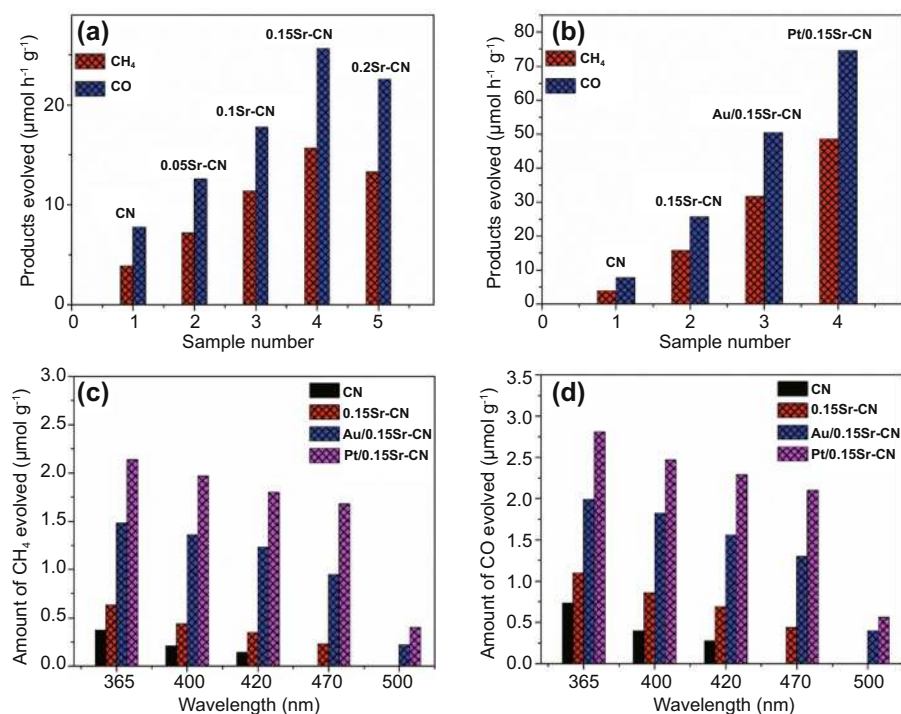 (a)
CH₄
CO
CN
0.05Sr-CN
0.1Sr-CN
0.15Sr-CN
0.2Sr-CN
Products evolved (μmol h⁻¹ g⁻¹)
0
10
20
0
1
2
3
4
5
Sample number
(b)
CH₄
CO
CN
0.15Sr-CN
Au/0.15Sr-CN
Pt/0.15Sr-CN
Products evolved (μmol h⁻¹ g⁻¹)
80
70
60
50
40
30
20
10
0
0
1
2
3
4
Sample number
(c)
CN
0.15Sr-CN
Au/0.15Sr-CN
Pt/0.15Sr-CN
Amount of CH₄ evolved (μmol g⁻¹)
3.0
2.5
2.0
1.5
1.0
0.5
0.0
365
400
420
470
500
Wavelength (nm)
(d)
CN
0.15Sr-CN
Au/0.15Sr-CN
Pt/0.15Sr-CN
Amount of CO evolved (μmol g⁻¹)
3.5
3.0
2.5
2.0
1.5
1.0
0.5
0.0
365
400
420
470
500
Wavelength (nm)